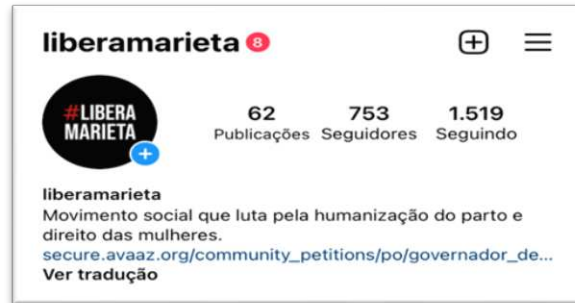 liberamarieta 8
#LIBERA
MARIETA
62 753 1.519
Publicações Seguidores Seguindo
liberamarieta
Movimento social que luta pela humanização do parto e
direito das mulheres.
secure.avaaz.org/community_petitions/po/governador_de...
Ver tradução